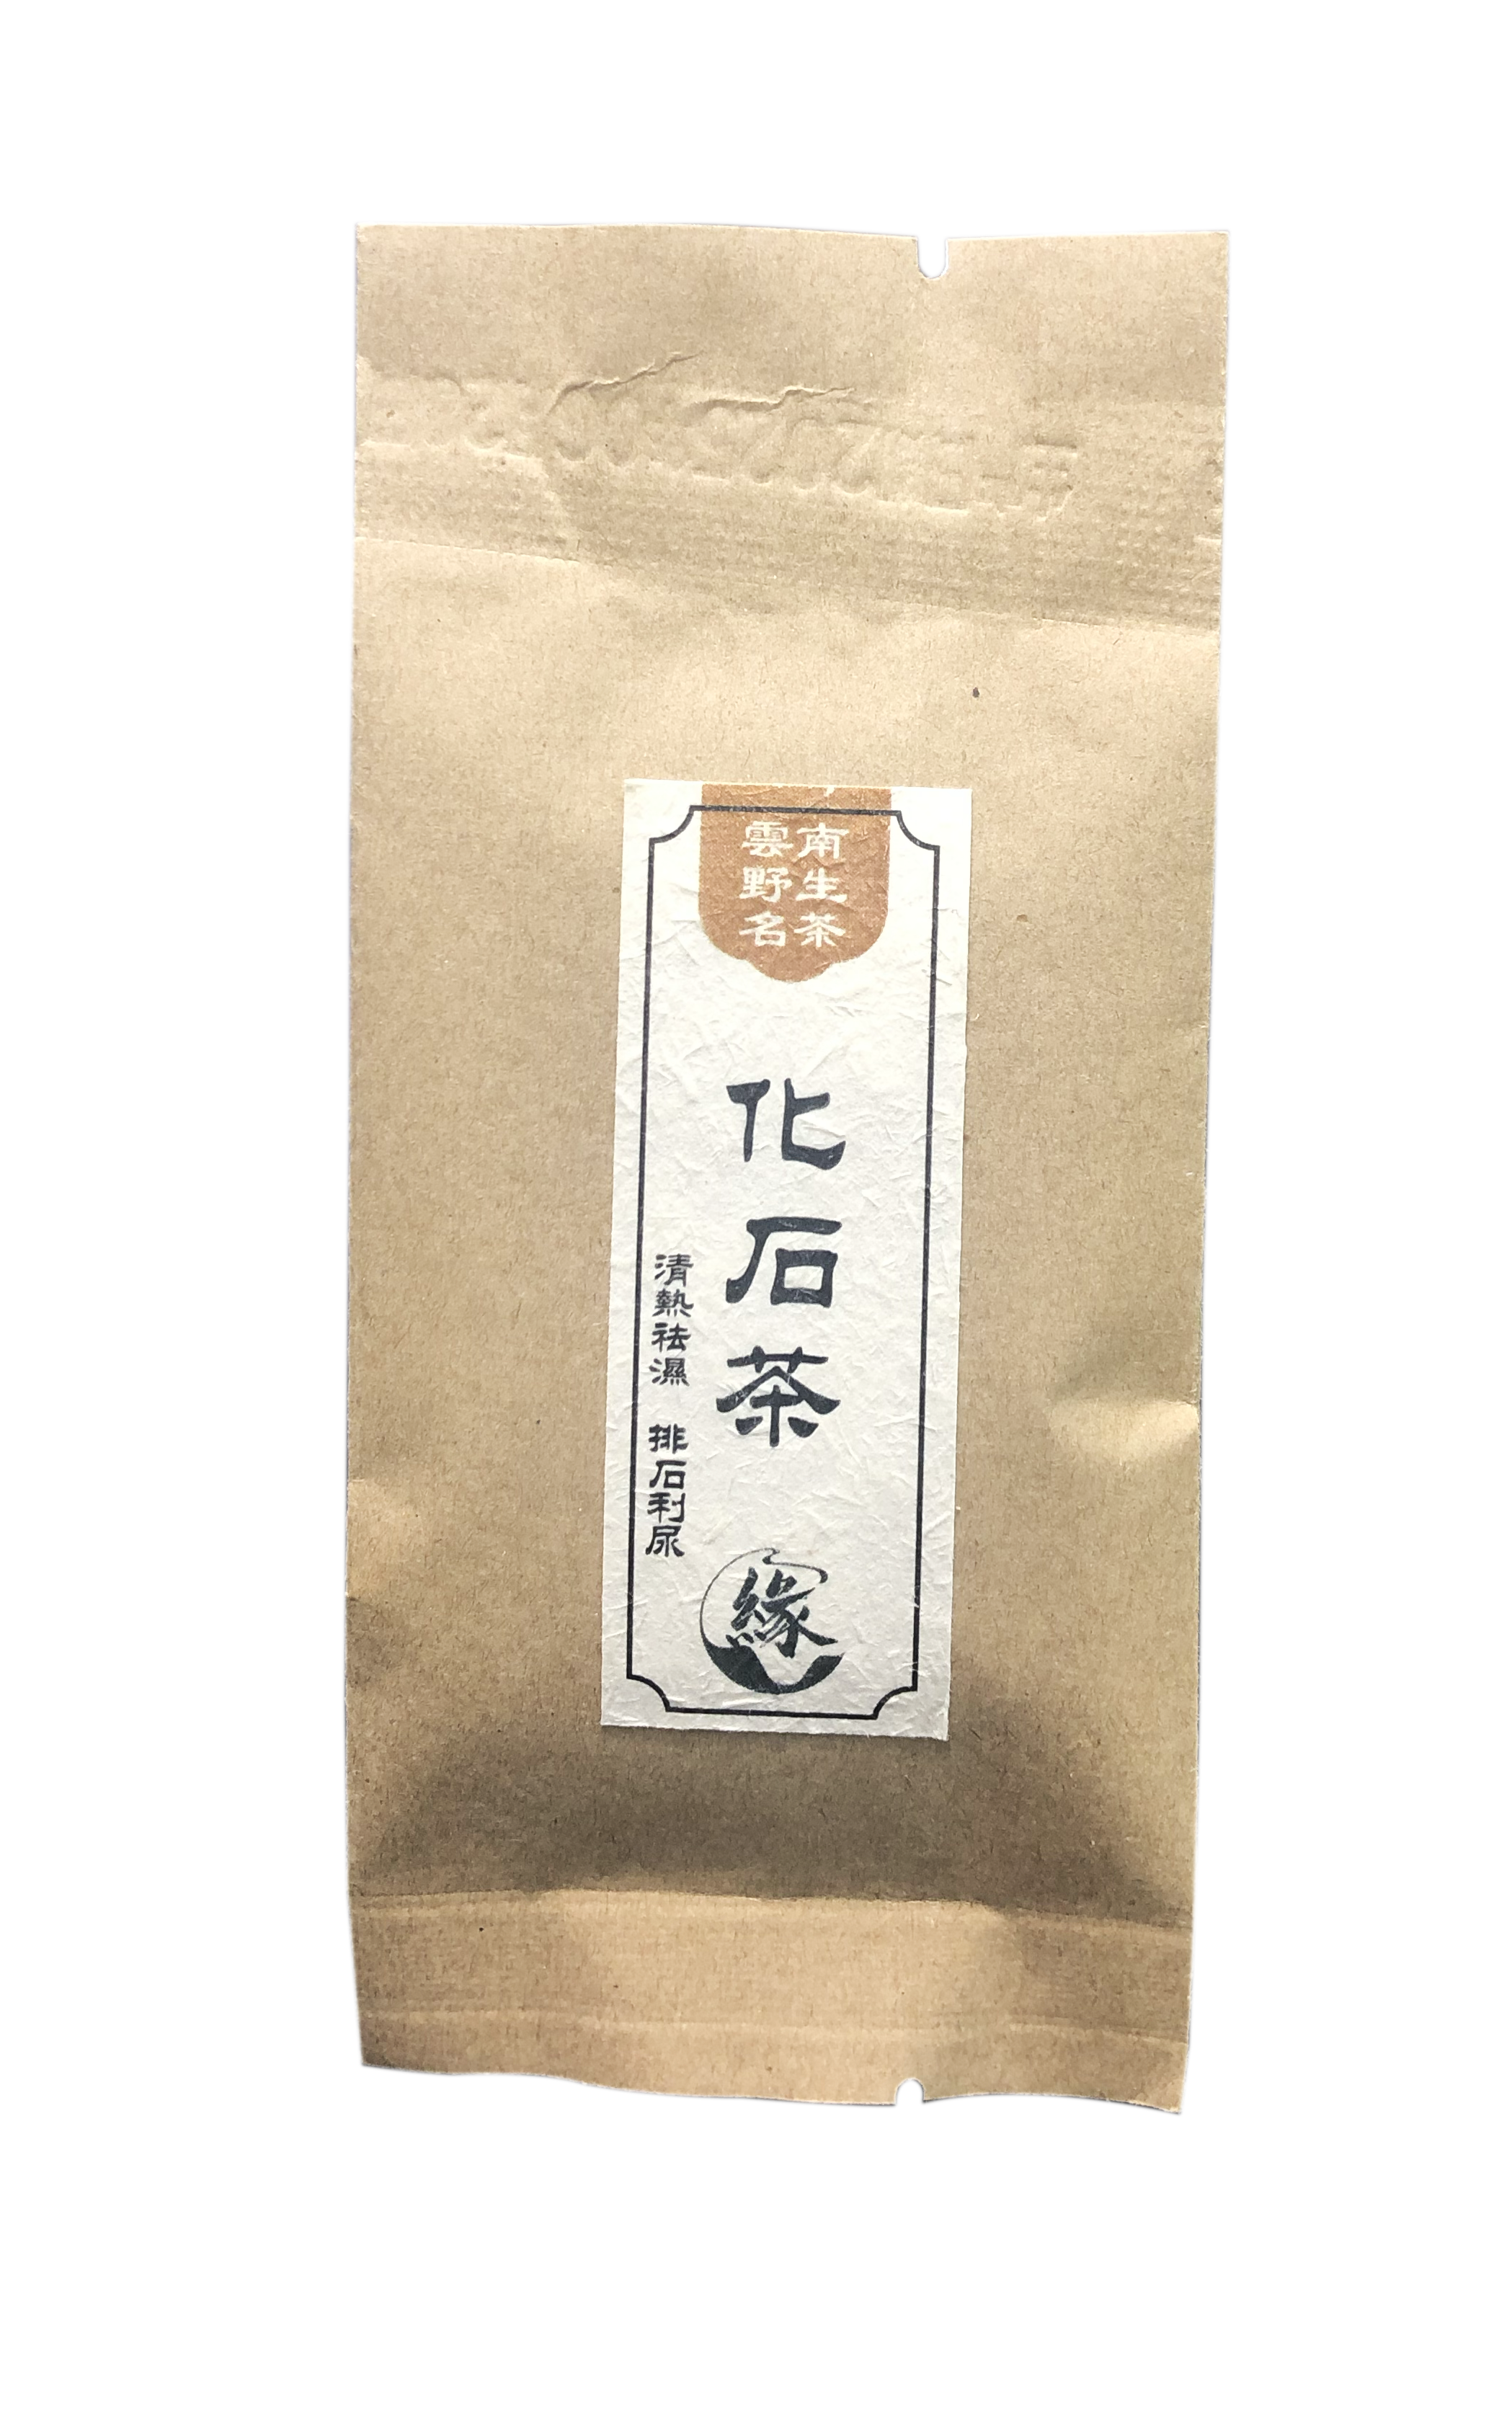 雲南
野生
名茶
化石茶
清熱祛濕 排石利尿
緣